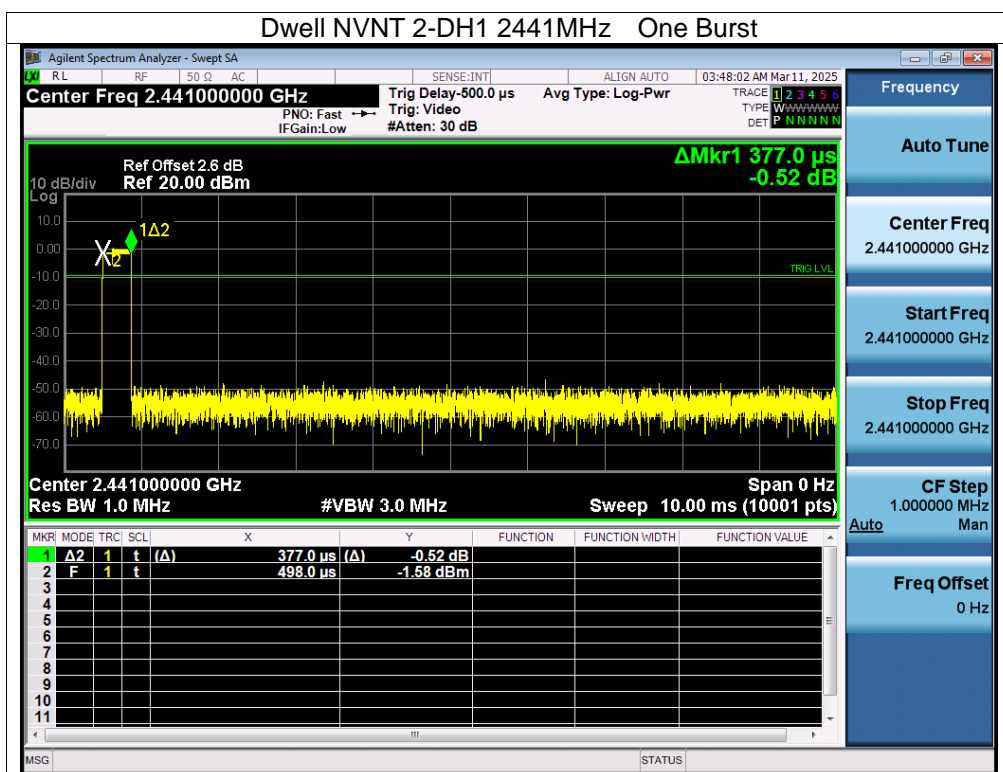 Dwell NVNT 2-DH1 2441MHz One Burst
Agilent Spectrum Analyzer - Swept SA
LXI RL RF 50 Ω AC SENSE:INT ALIGN AUTO 03:48:02 AM Mar 11, 2025
Center Freq 2.441000000 GHz
PNO: Fast
IFGain:Low
Trig Delay-500.0 µs
Trig: Video
#Atten: 30 dB
Avg Type: Log-Pwr
TRACE 1 2 3 4 5 6
TYPE WWWWWWW
DET P N N N N N
ΔMkr1 377.0 µs
-0.52 dB
Ref Offset 2.6 dB
10 dB/div Ref 20.00 dBm
Log
10.0
0.00
-10.0
-20.0
-30.0
-40.0
-50.0
-60.0
-70.0
1Δ2
X2
TRIG LVL
Center 2.441000000 GHz Span 0 Hz
Res BW 1.0 MHz #VBW 3.0 MHz Sweep 10.00 ms (10001 pts)
MKR MODE TRC SCL X Y FUNCTION FUNCTION WIDTH FUNCTION VALUE
1 Δ2 1 t (Δ) 377.0 µs (Δ) -0.52 dB
2 F 1 t 498.0 µs -1.58 dBm
3
4
5
6
7
8
9
10
11
MSG STATUS
Frequency
Auto Tune
Center Freq
2.441000000 GHz
Start Freq
2.441000000 GHz
Stop Freq
2.441000000 GHz
CF Step
1.000000 MHz
Auto Man
Freq Offset
0 Hz